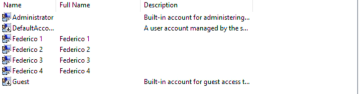 Name Full Name Description
Administrator Built-in account for administering...
DefaultAcco... A user account managed by the s...
Federico 1 Federico 1
Federico 2 Federico 2
Federico 3 Federico 3
Federico 4 Federico 4
Guest Built-in account for guest access t...